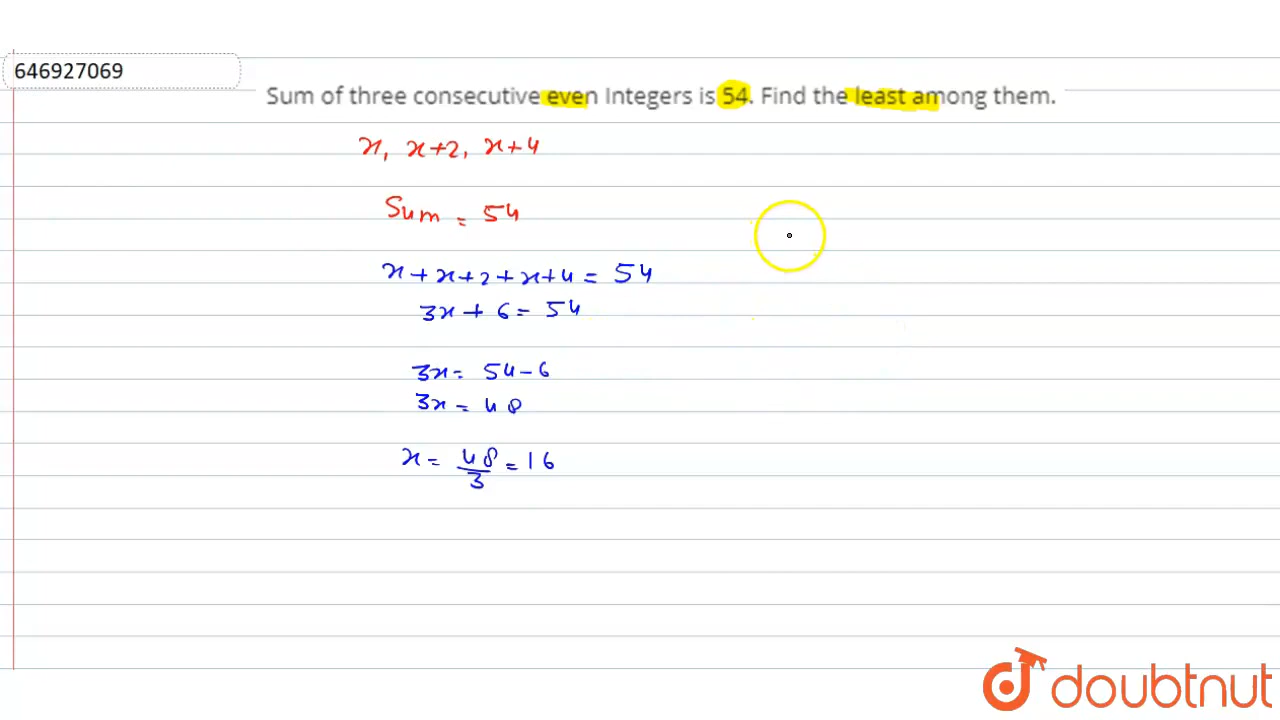 646927069
Sum of three consecutive even Integers is 54. Find the least among them.
x, x+2, x+4
Sum = 54
x+x+2+x+4 = 54
3x + 6 = 54
3x = 54-6
3x = 48
x = 48/3 = 16
doubtnut